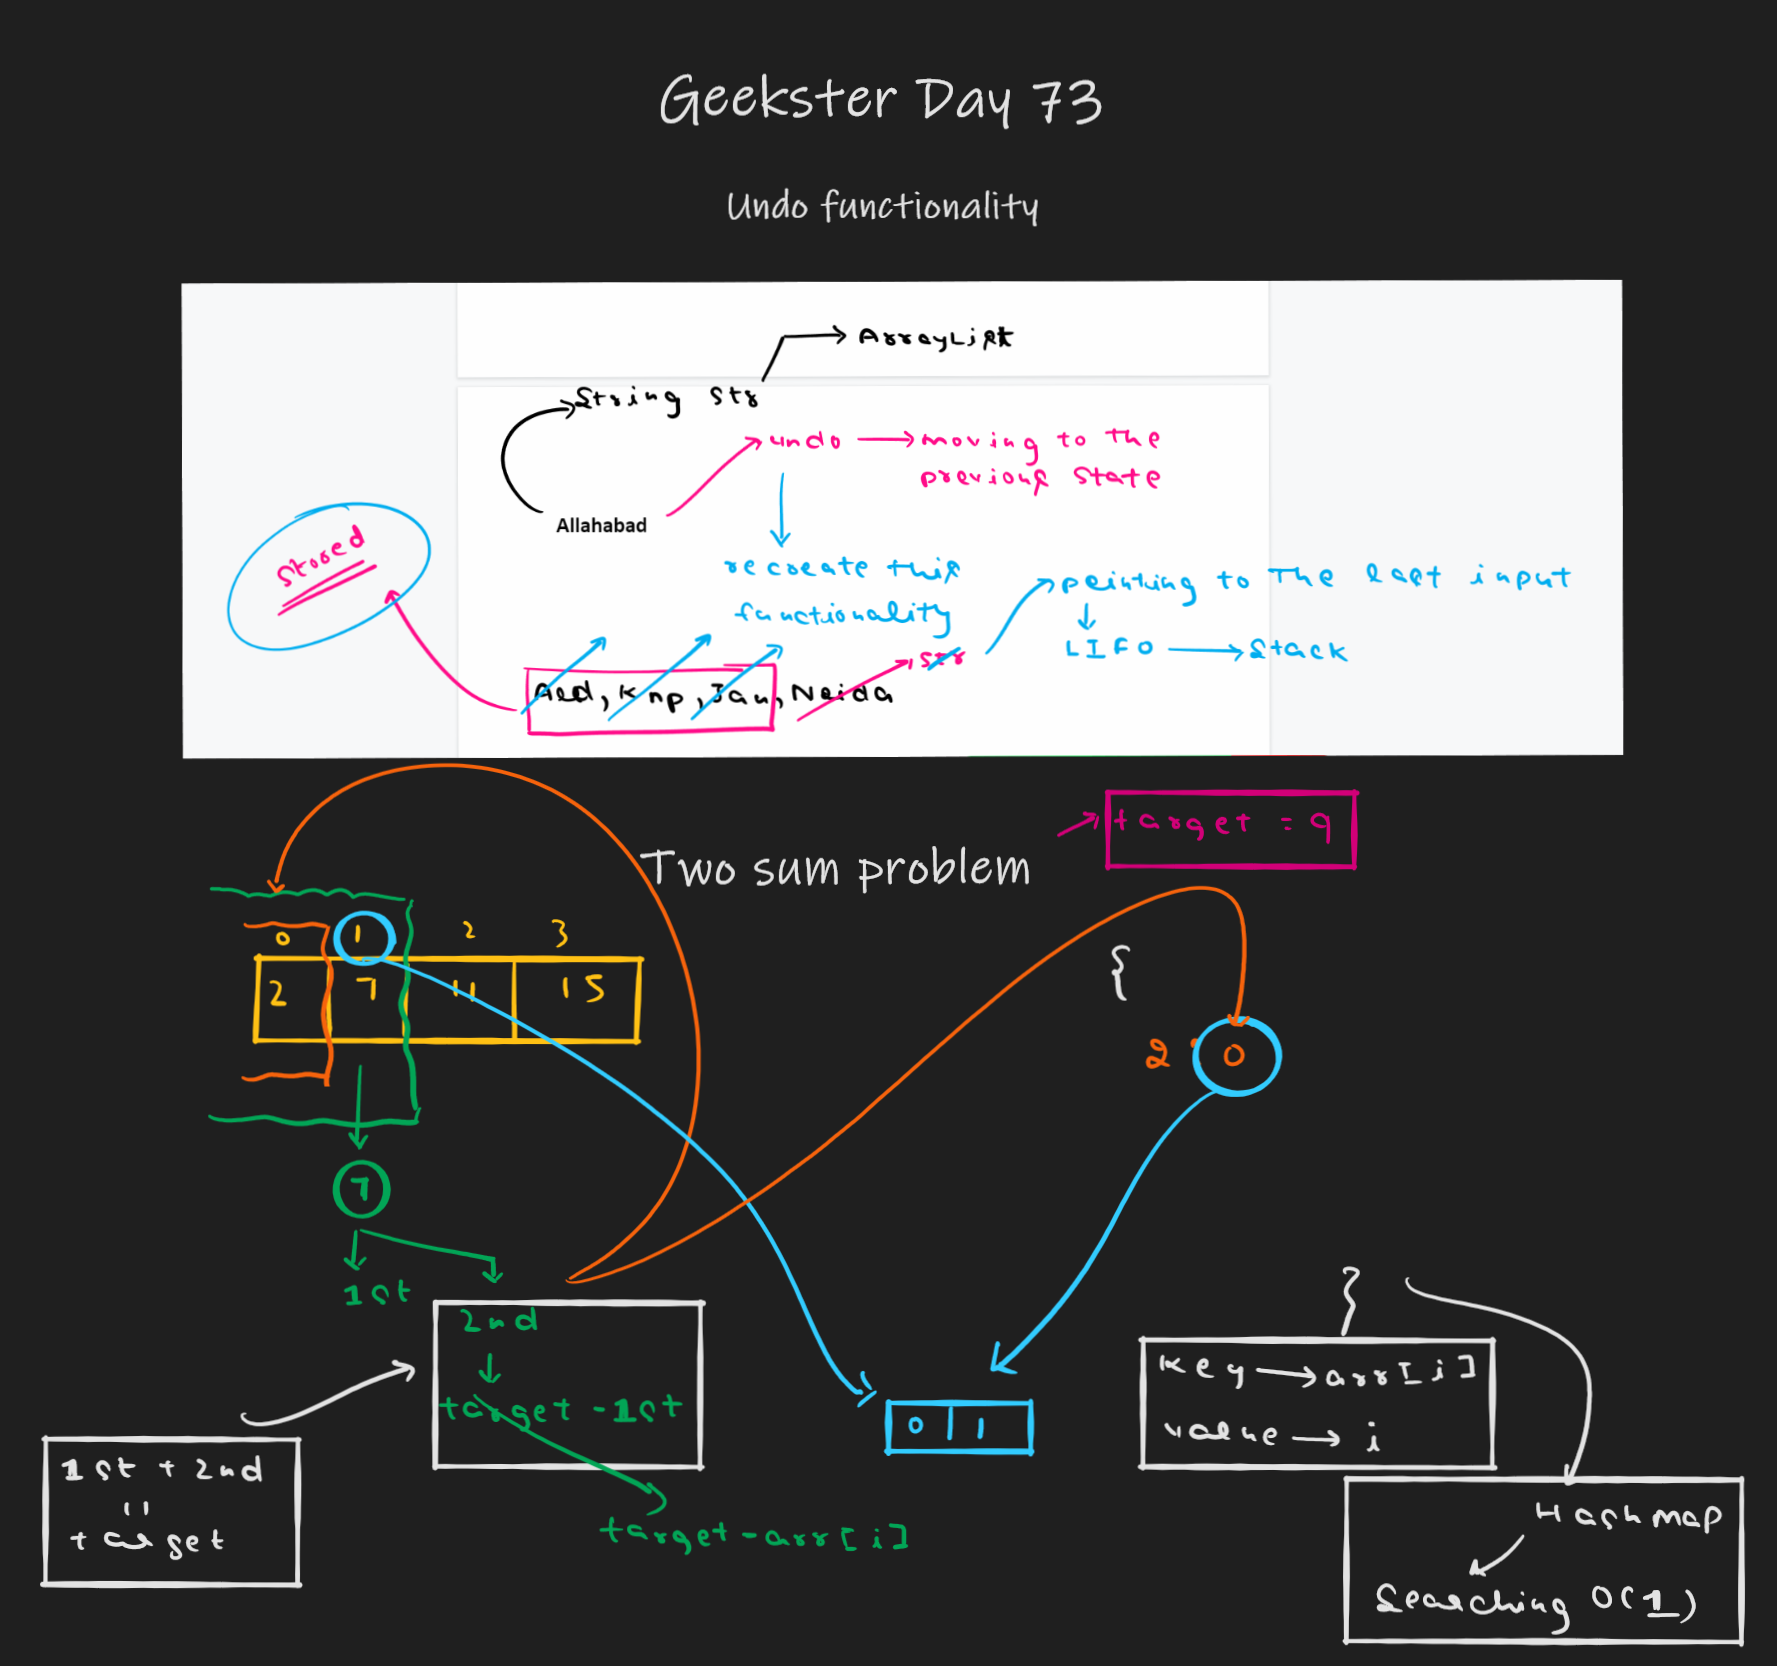 Geekster Day 73
Undo functionality
ArrayList
String str
undo → moving to the
previous state
Allahabad
Stored
recreate this
functionality
pointing to the last input
LIFO → Stack
str
Ald, Knp, Jau, Noida
target = 9
Two sum problem
0 1 2 3
2 7 11 15
{
2 : 0
7
1st
2nd
target - 1st
}
key → arr[i]
value → i
0 1
1st + 2nd
=
target
target - arr[i]
Hashmap
Searching O(1)